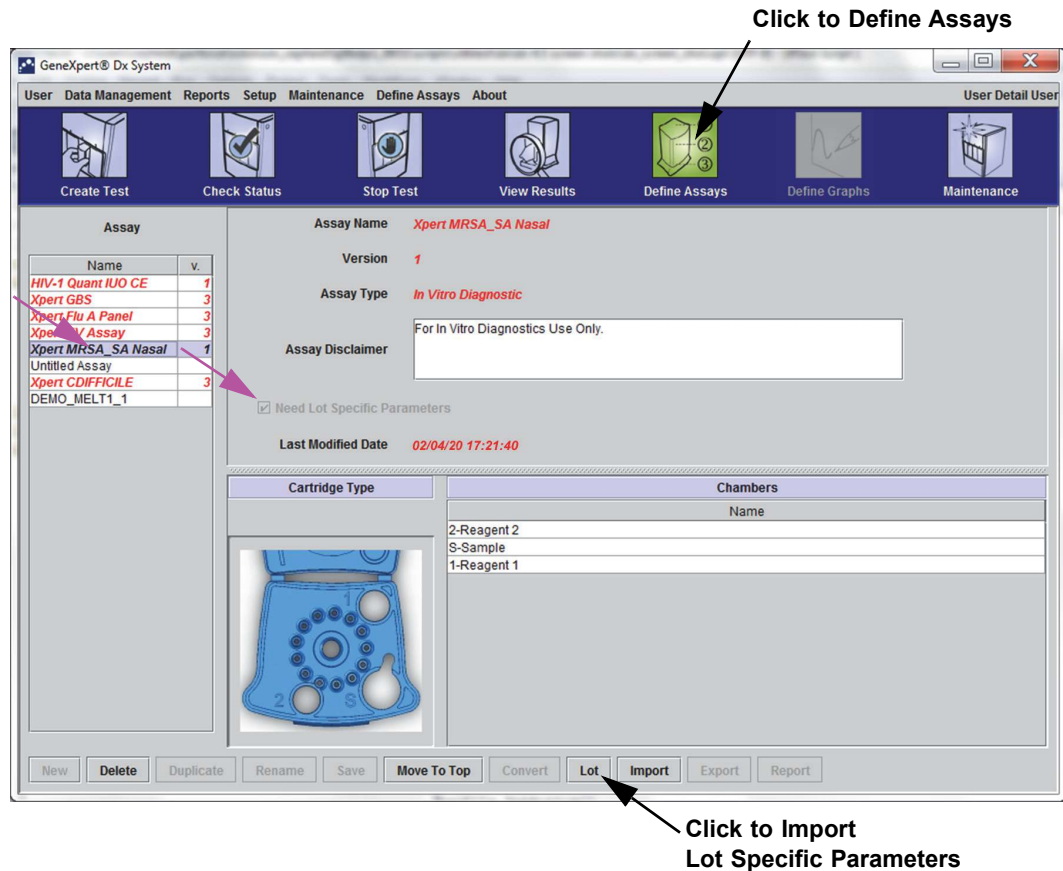 Click to Define Assays
GeneXpert® Dx System
User Data Management Reports Setup Maintenance Define Assays About User Detail User
Create Test Check Status Stop Test View Results Define Assays Define Graphs Maintenance
Assay
Name v.
HIV-1 Quant IUO CE 1
Xpert GBS 3
Xpert Flu A Panel 3
V Assay 3
Xpert MRSA_SA Nasal 1
Untitled Assay
Xpert CDIFFICILE 3
DEMO_MELT1_1
Assay Name Xpert MRSA_SA Nasal
Version 1
Assay Type In Vitro Diagnostic
Assay Disclaimer For In Vitro Diagnostics Use Only.
Need Lot Specific Parameters
Last Modified Date 02/04/20 17:21:40
Cartridge Type
Chambers
Name
2-Reagent 2
S-Sample
1-Reagent 1
1
2 S
New Delete Duplicate Rename Save Move To Top Convert Lot Import Export Report
Click to Import
Lot Specific Parameters